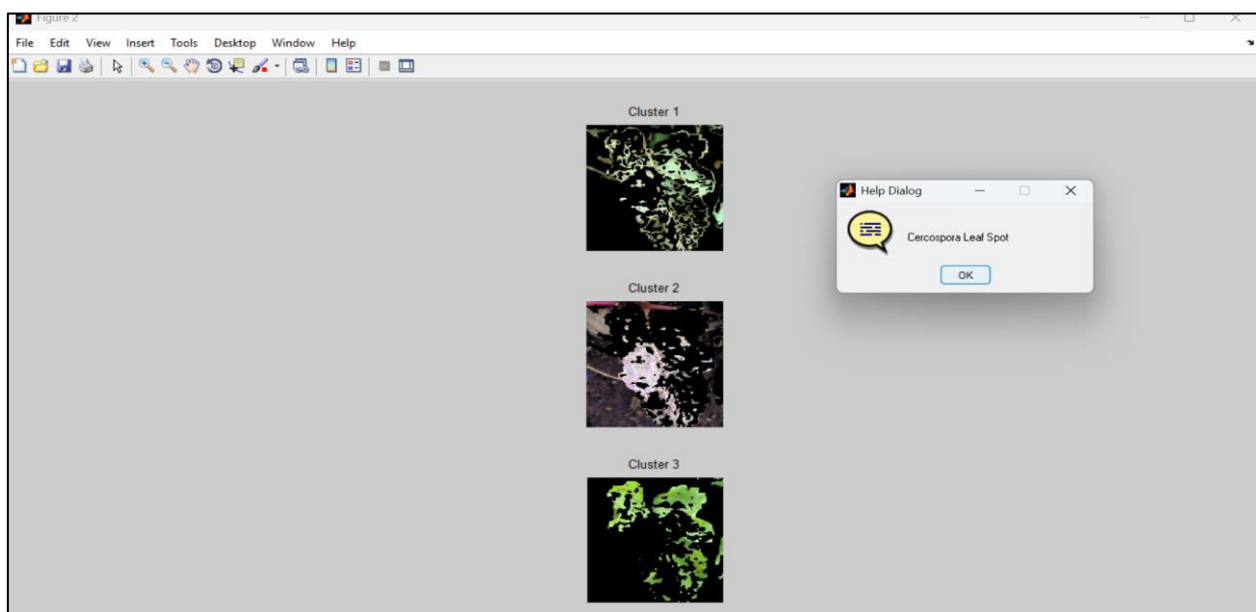 Figure 2
File Edit View Insert Tools Desktop Window Help
Cluster 1
Help Dialog
Cercospora Leaf Spot
OK
Cluster 2
Cluster 3